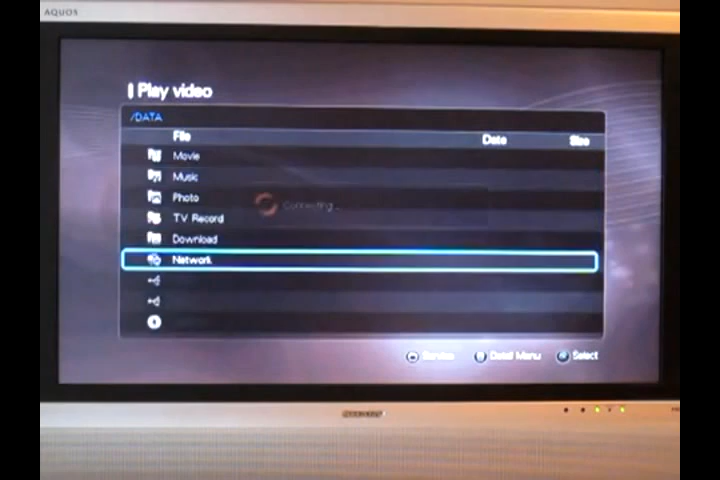 AQUOS
Play video
/DATA
File Date Size
Movie
Music
Photo
Connecting...
TV Record
Download
Network
Detail Menu Select